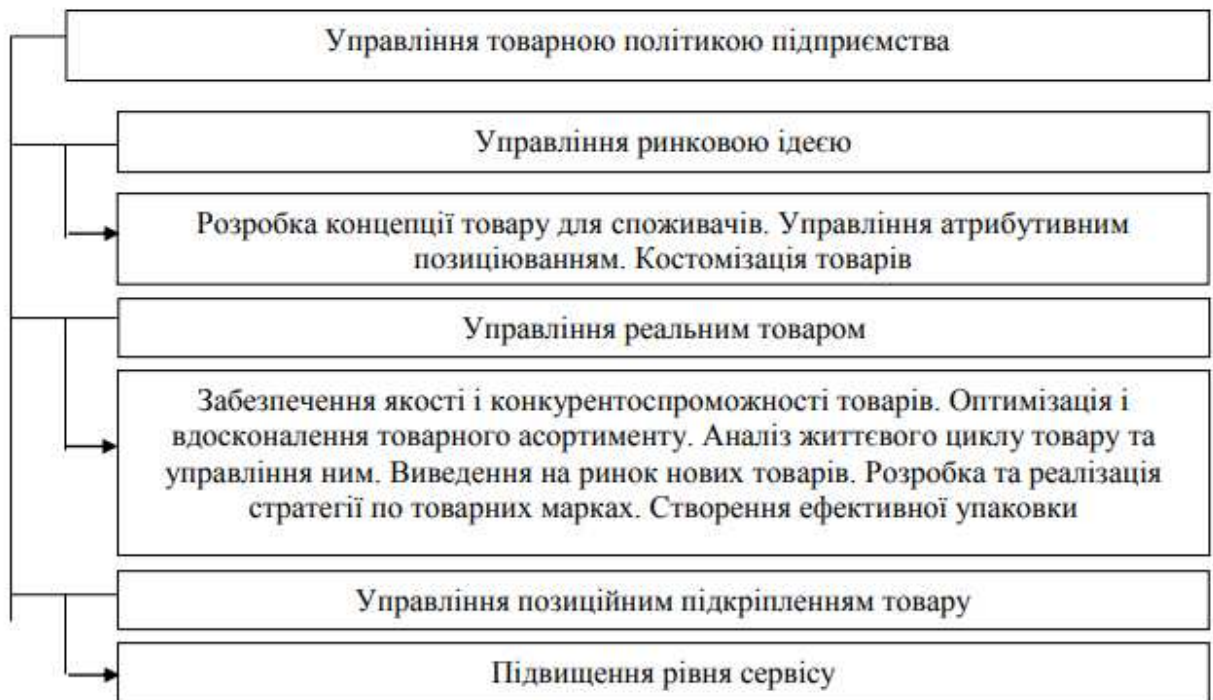 Управління товарною політикою підприємства
Управління ринковою ідеєю
Розробка концепції товару для споживачів. Управління атрибутивним
позиціюванням. Костомізація товарів
Управління реальним товаром
Забезпечення якості і конкурентоспроможності товарів. Оптимізація і
вдосконалення товарного асортименту. Аналіз життєвого циклу товару та
управління ним. Виведення на ринок нових товарів. Розробка та реалізація
стратегії по товарних марках. Створення ефективної упаковки
Управління позиційним підкріпленням товару
Підвищення рівня сервісу